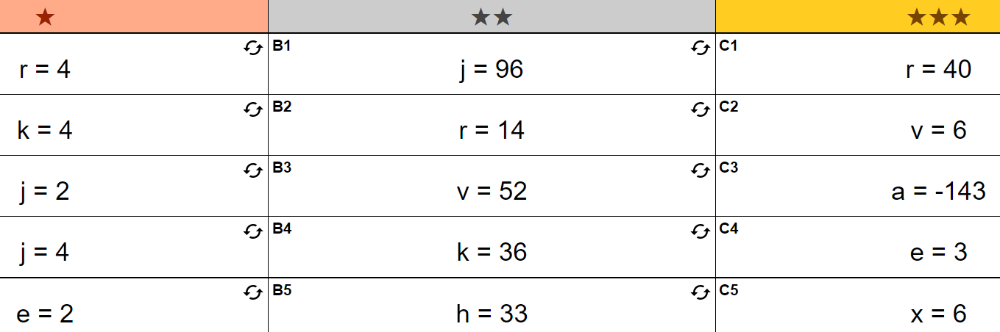 ★ ★★ ★★★
B1 C1
r = 4 j = 96 r = 40
B2 C2
k = 4 r = 14 v = 6
B3 C3
j = 2 v = 52 a = -143
B4 C4
j = 4 k = 36 e = 3
B5 C5
e = 2 h = 33 x = 6